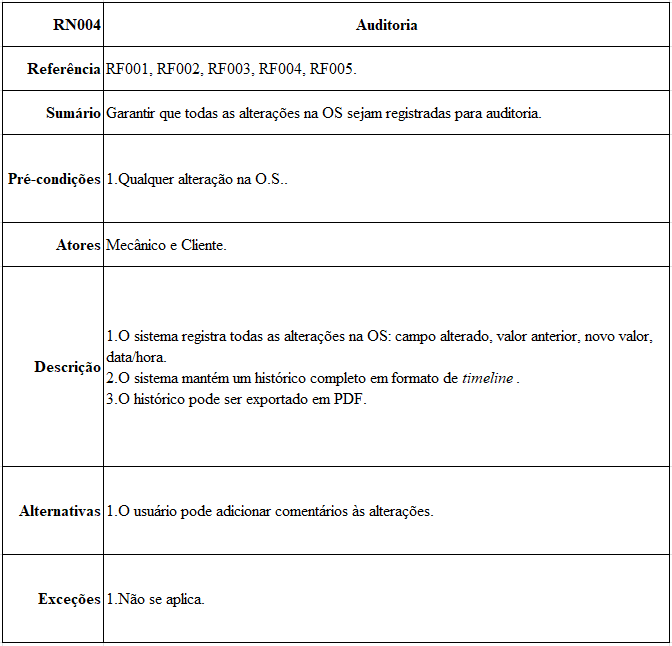 RN004 Auditoria
Referência RF001, RF002, RF003, RF004, RF005.
Sumário Garantir que todas as alterações na OS sejam registradas para auditoria.
Pré-condições 1.Qualquer alteração na O.S..
Atores Mecânico e Cliente.
Descrição 1.O sistema registra todas as alterações na OS: campo alterado, valor anterior, novo valor,
data/hora.
2.O sistema mantém um histórico completo em formato de timeline .
3.O histórico pode ser exportado em PDF.
Alternativas 1.O usuário pode adicionar comentários às alterações.
Exceções 1.Não se aplica.